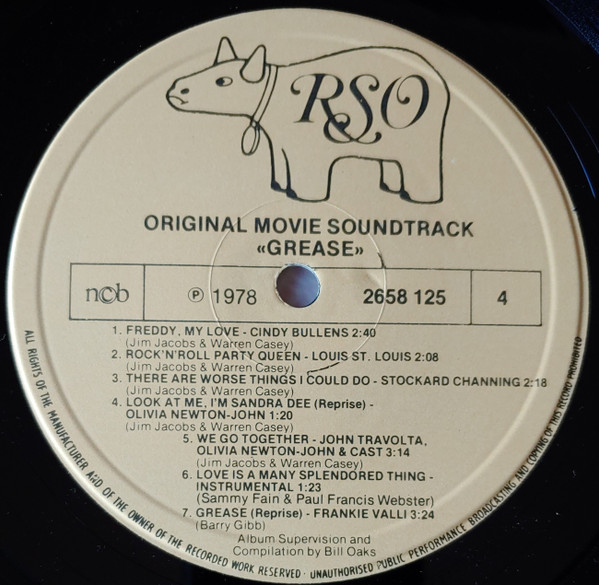 RSO
ORIGINAL MOVIE SOUNDTRACK
«GREASE»
n©b ℗ 1978 2658 125 4
1. FREDDY, MY LOVE - CINDY BULLENS 2:40
(Jim Jacobs & Warren Casey)
2. ROCK'N'ROLL PARTY QUEEN - LOUIS ST. LOUIS 2:08
(Jim Jacobs & Warren Casey)
3. THERE ARE WORSE THINGS I COULD DO - STOCKARD CHANNING 2:18
(Jim Jacobs & Warren Casey)
4. LOOK AT ME, I'M SANDRA DEE (Reprise) -
OLIVIA NEWTON-JOHN 1:20
(Jim Jacobs & Warren Casey)
5. WE GO TOGETHER - JOHN TRAVOLTA,
OLIVIA NEWTON-JOHN & CAST 3:14
(Jim Jacobs & Warren Casey)
6. LOVE IS A MANY SPLENDORED THING -
INSTRUMENTAL 1:23
(Sammy Fain & Paul Francis Webster)
7. GREASE (Reprise) - FRANKIE VALLI 3:24
(Barry Gibb)
Album Supervision and
Compilation by Bill Oaks
ALL RIGHTS OF THE MANUFACTURER AND OF THE OWNER OF THE RECORDED WORK RESERVED · UNAUTHORISED PUBLIC PERFORMANCE BROADCASTING AND COPYING OF THIS RECORD PROHIBITED